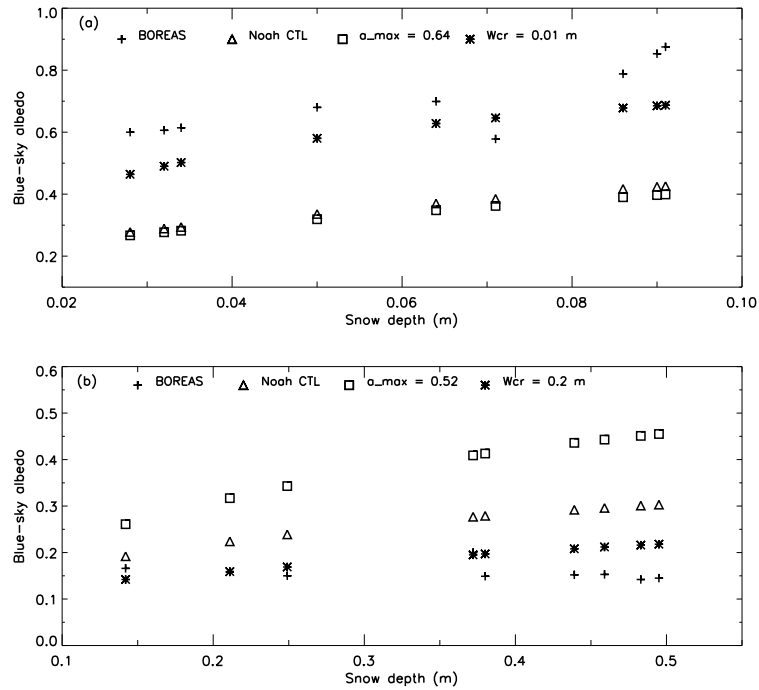 (a)
BOREAS Noah CTL a_max = 0.64 Wcr = 0.01 m
1.0
0.8
0.6
0.4
0.2
Blue-sky albedo
0.02 0.04 0.06 0.08 0.10
Snow depth (m)
(b)
BOREAS Noah CTL a_max = 0.52 Wcr = 0.2 m
0.6
0.5
0.4
0.3
0.2
0.1
0.0
Blue-sky albedo
0.1 0.2 0.3 0.4 0.5
Snow depth (m)